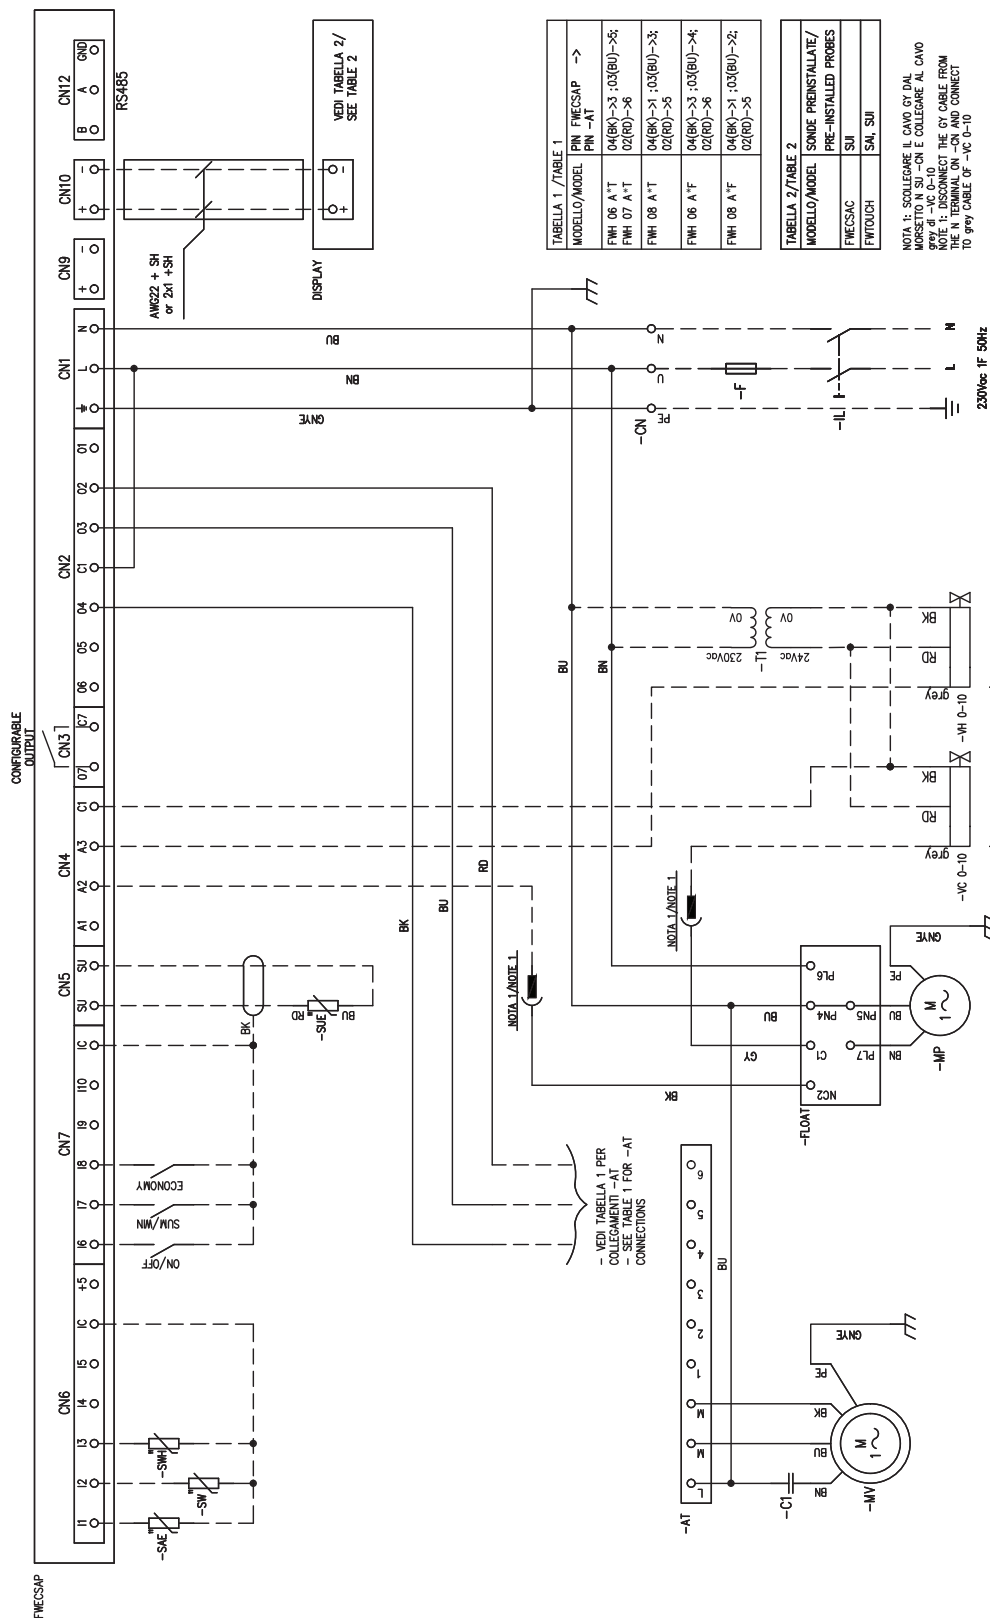 FWECSAP
CONFIGURABLE
OUTPUT
CN6
I1
I2
I3
I4
I5
IC
+5
CN7
I6
I7
I8
I9
I10
IC
CN5
SU
SU
CN4
A1
A2
A3
C1
CN3
O7
C7
CN2
O6
O5
O4
C1
O3
O2
O1
CN1
L
N
CN9
+
-
CN10
+
-
CN12
B
A
GND
RS485
-SAE
-SW
-SWH
ON/OFF
SUM/WIN
ECONOMY
BK
RD
BU
-SUE
AWG22 + SH
or 2x1 +SH
DISPLAY
+
-
VEDI TABELLA 2/
SEE TABLE 2
BK
BU
RD
GNYE
BN
BU
NOTA 1/NOTE 1
NOTA 1/NOTE 1
- VEDI TABELLA 1 PER
COLLEGAMENTI -AT
- SEE TABLE 1 FOR -AT
CONNECTIONS
BU
BN
-CN
PE
U
N
-F
-IL
L
N
230Vac 1F 50Hz
230Vac
0V
-T1
24Vac
0V
grey
RD
BK
-VH 0-10
grey
RD
BK
-VC 0-10
BK
GY
BU
-FLOAT
NC2
C1
PN4
PL6
PL7
PN5
BN
BU
PE
GNYE
M
1
-MP
-AT
L
M
M
1
2
3
4
5
6
BU
-C1
BN
BU
BK
PE
GNYE
M
1
-MV
TABELLA 1 /TABLE 1
MODELLO/MODEL
PIN FWECSAP ->
PIN -AT
FWH 06 A*T
FWH 07 A*T
04(BK)->3 ;03(BU)->5;
02(RD)->6
FWH 08 A*T
04(BK)->1 ;03(BU)->3;
02(RD)->5
FWH 06 A*F
04(BK)->3 ;03(BU)->4;
02(RD)->6
FWH 08 A*F
04(BK)->1 ;03(BU)->2;
02(RD)->5
TABELLA 2/TABLE 2
MODELLO/MODEL
SONDE PREINSTALLATE/
PRE-INSTALLED PROBES
FWECSAC
SUI
FWTOUCH
SAI, SUI
NOTA 1: SCOLLEGARE IL CAVO GY DAL
MORSETTO N SU -CN E COLLEGARE AL CAVO
grey di -VC 0-10
NOTE 1: DISCONNECT THE GY CABLE FROM
THE N TERMINAL ON -CN AND CONNECT
TO grey CABLE OF -VC 0-10